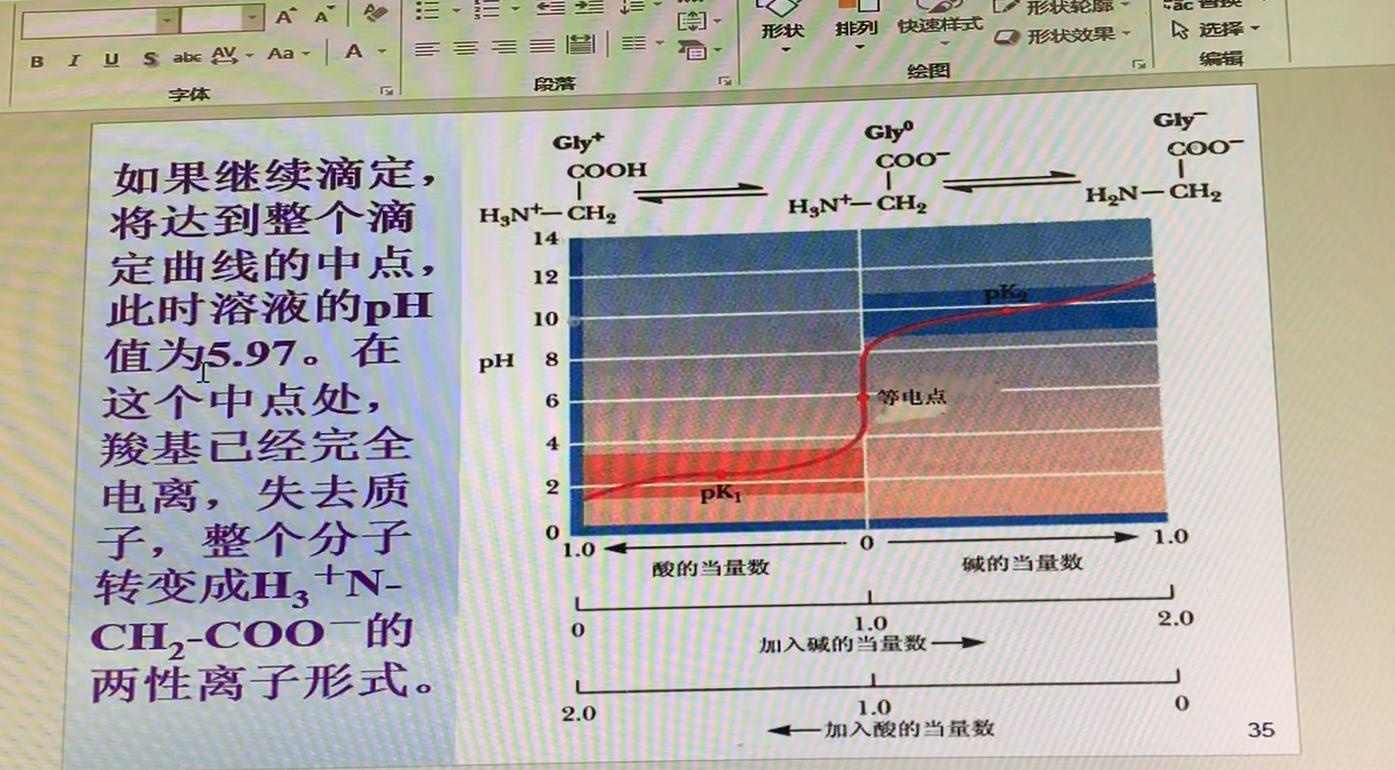 B I U S abc AV Aa A
字体
段落
形状
排列
快速样式
形状轮廓
形状效果
绘图
选择
编辑
如果继续滴定，
将达到整个滴
定曲线的中点，
此时溶液的pH
值为5.97。在
这个中点处，
羧基已经完全
电离，失去质
子，整个分子
转变成H₃⁺N-
CH₂-COO⁻的
两性离子形式。
Gly⁺
COOH
H₃N⁺—CH₂
Gly⁰
COO⁻
H₃N⁺—CH₂
Gly⁻
COO⁻
H₂N—CH₂
14
12
10
pH 8
6
4
2
0
pK₂
等电点
pK₁
1.0 0 1.0
酸的当量数 碱的当量数
0 1.0 2.0
加入碱的当量数
2.0 1.0 0
加入酸的当量数
35